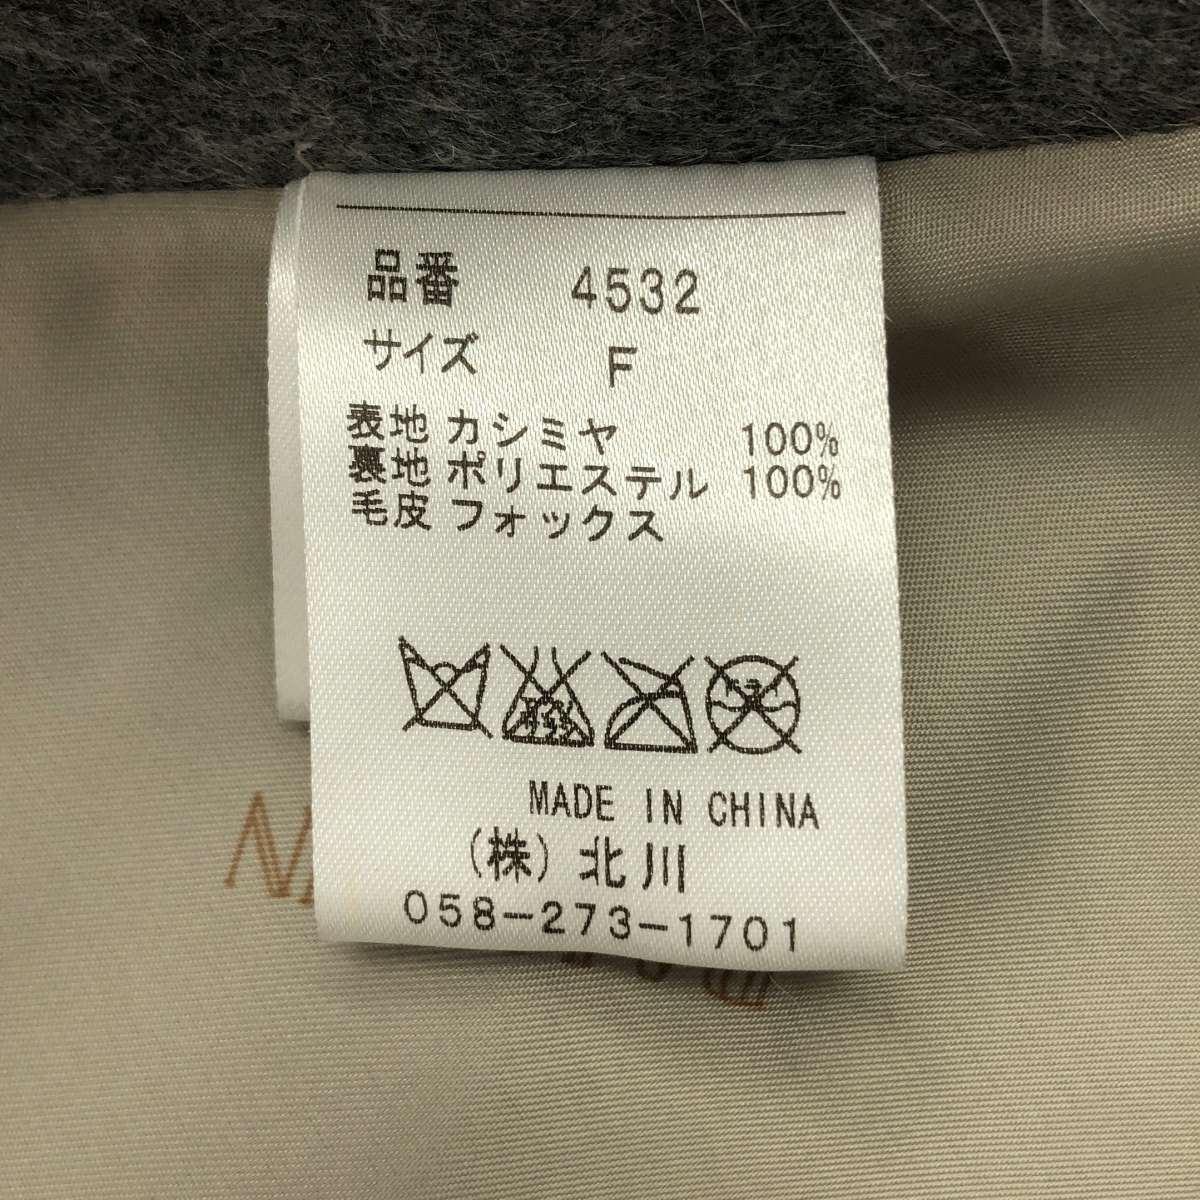 品番 4532
サイズ F
表地 カシミヤ 100%
裏地 ポリエステル 100%
毛皮 フォックス
MADE IN CHINA
(株) 北川
058-273-1701